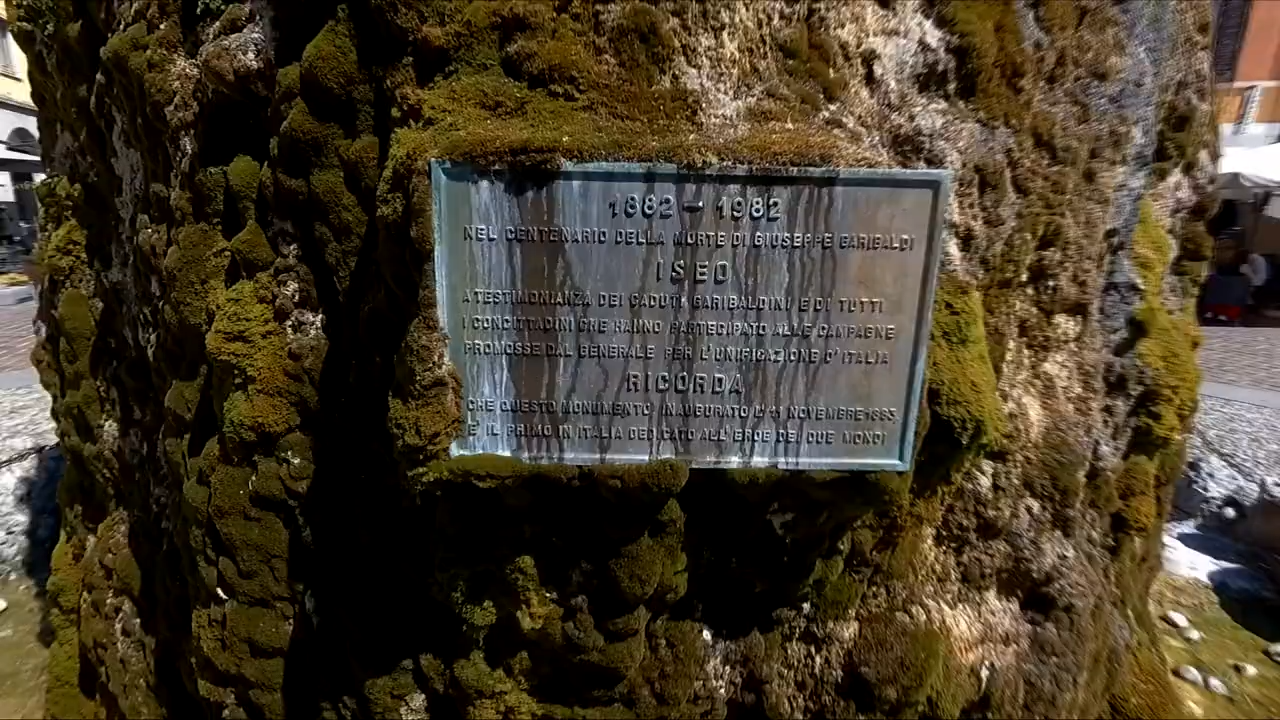 1882 - 1982
NEL CENTENARIO DELLA MORTE DI GIUSEPPE GARIBALDI
ISEO
A TESTIMONIANZA DEI CADUTI GARIBALDINI E DI TUTTI
I CONCITTADINI CHE HANNO PARTECIPATO ALLE CAMPAGNE
PROMOSSE DAL GENERALE PER L'UNIFICAZIONE D'ITALIA
RICORDA
CHE QUESTO MONUMENTO INAUGURATO L'11 NOVEMBRE 1883,
E IL PRIMO IN ITALIA DEDICATO ALL'EROE DEI DUE MONDI